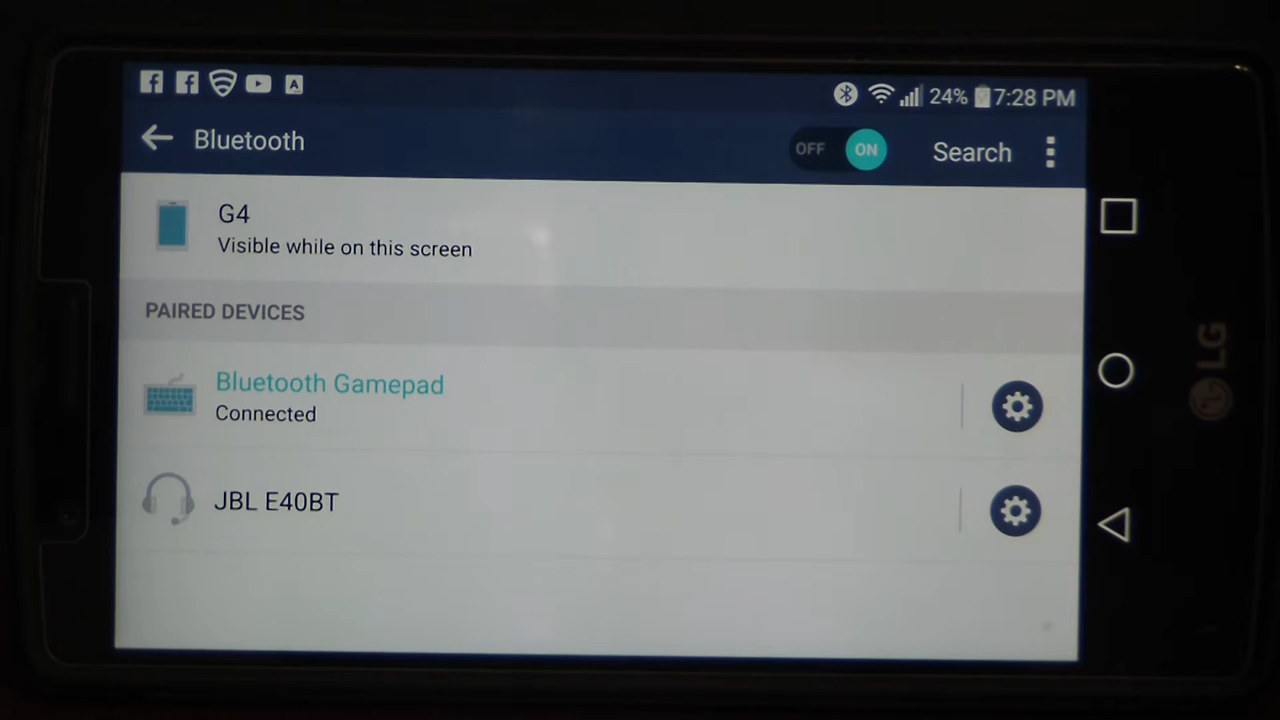 A
24% 7:28 PM
Bluetooth
OFF ON
Search
G4
Visible while on this screen
PAIRED DEVICES
Bluetooth Gamepad
Connected
JBL E40BT
LG